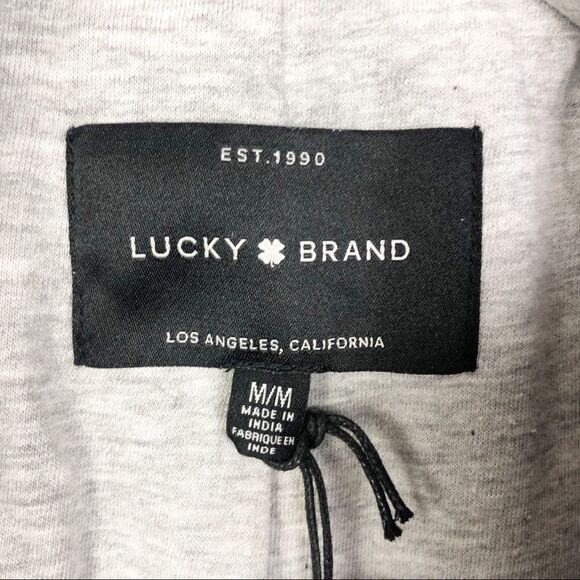 EST.1990
LUCKY BRAND
LOS ANGELES, CALIFORNIA
M/M
MADE IN
INDIA
FABRIQUE EN
INDE